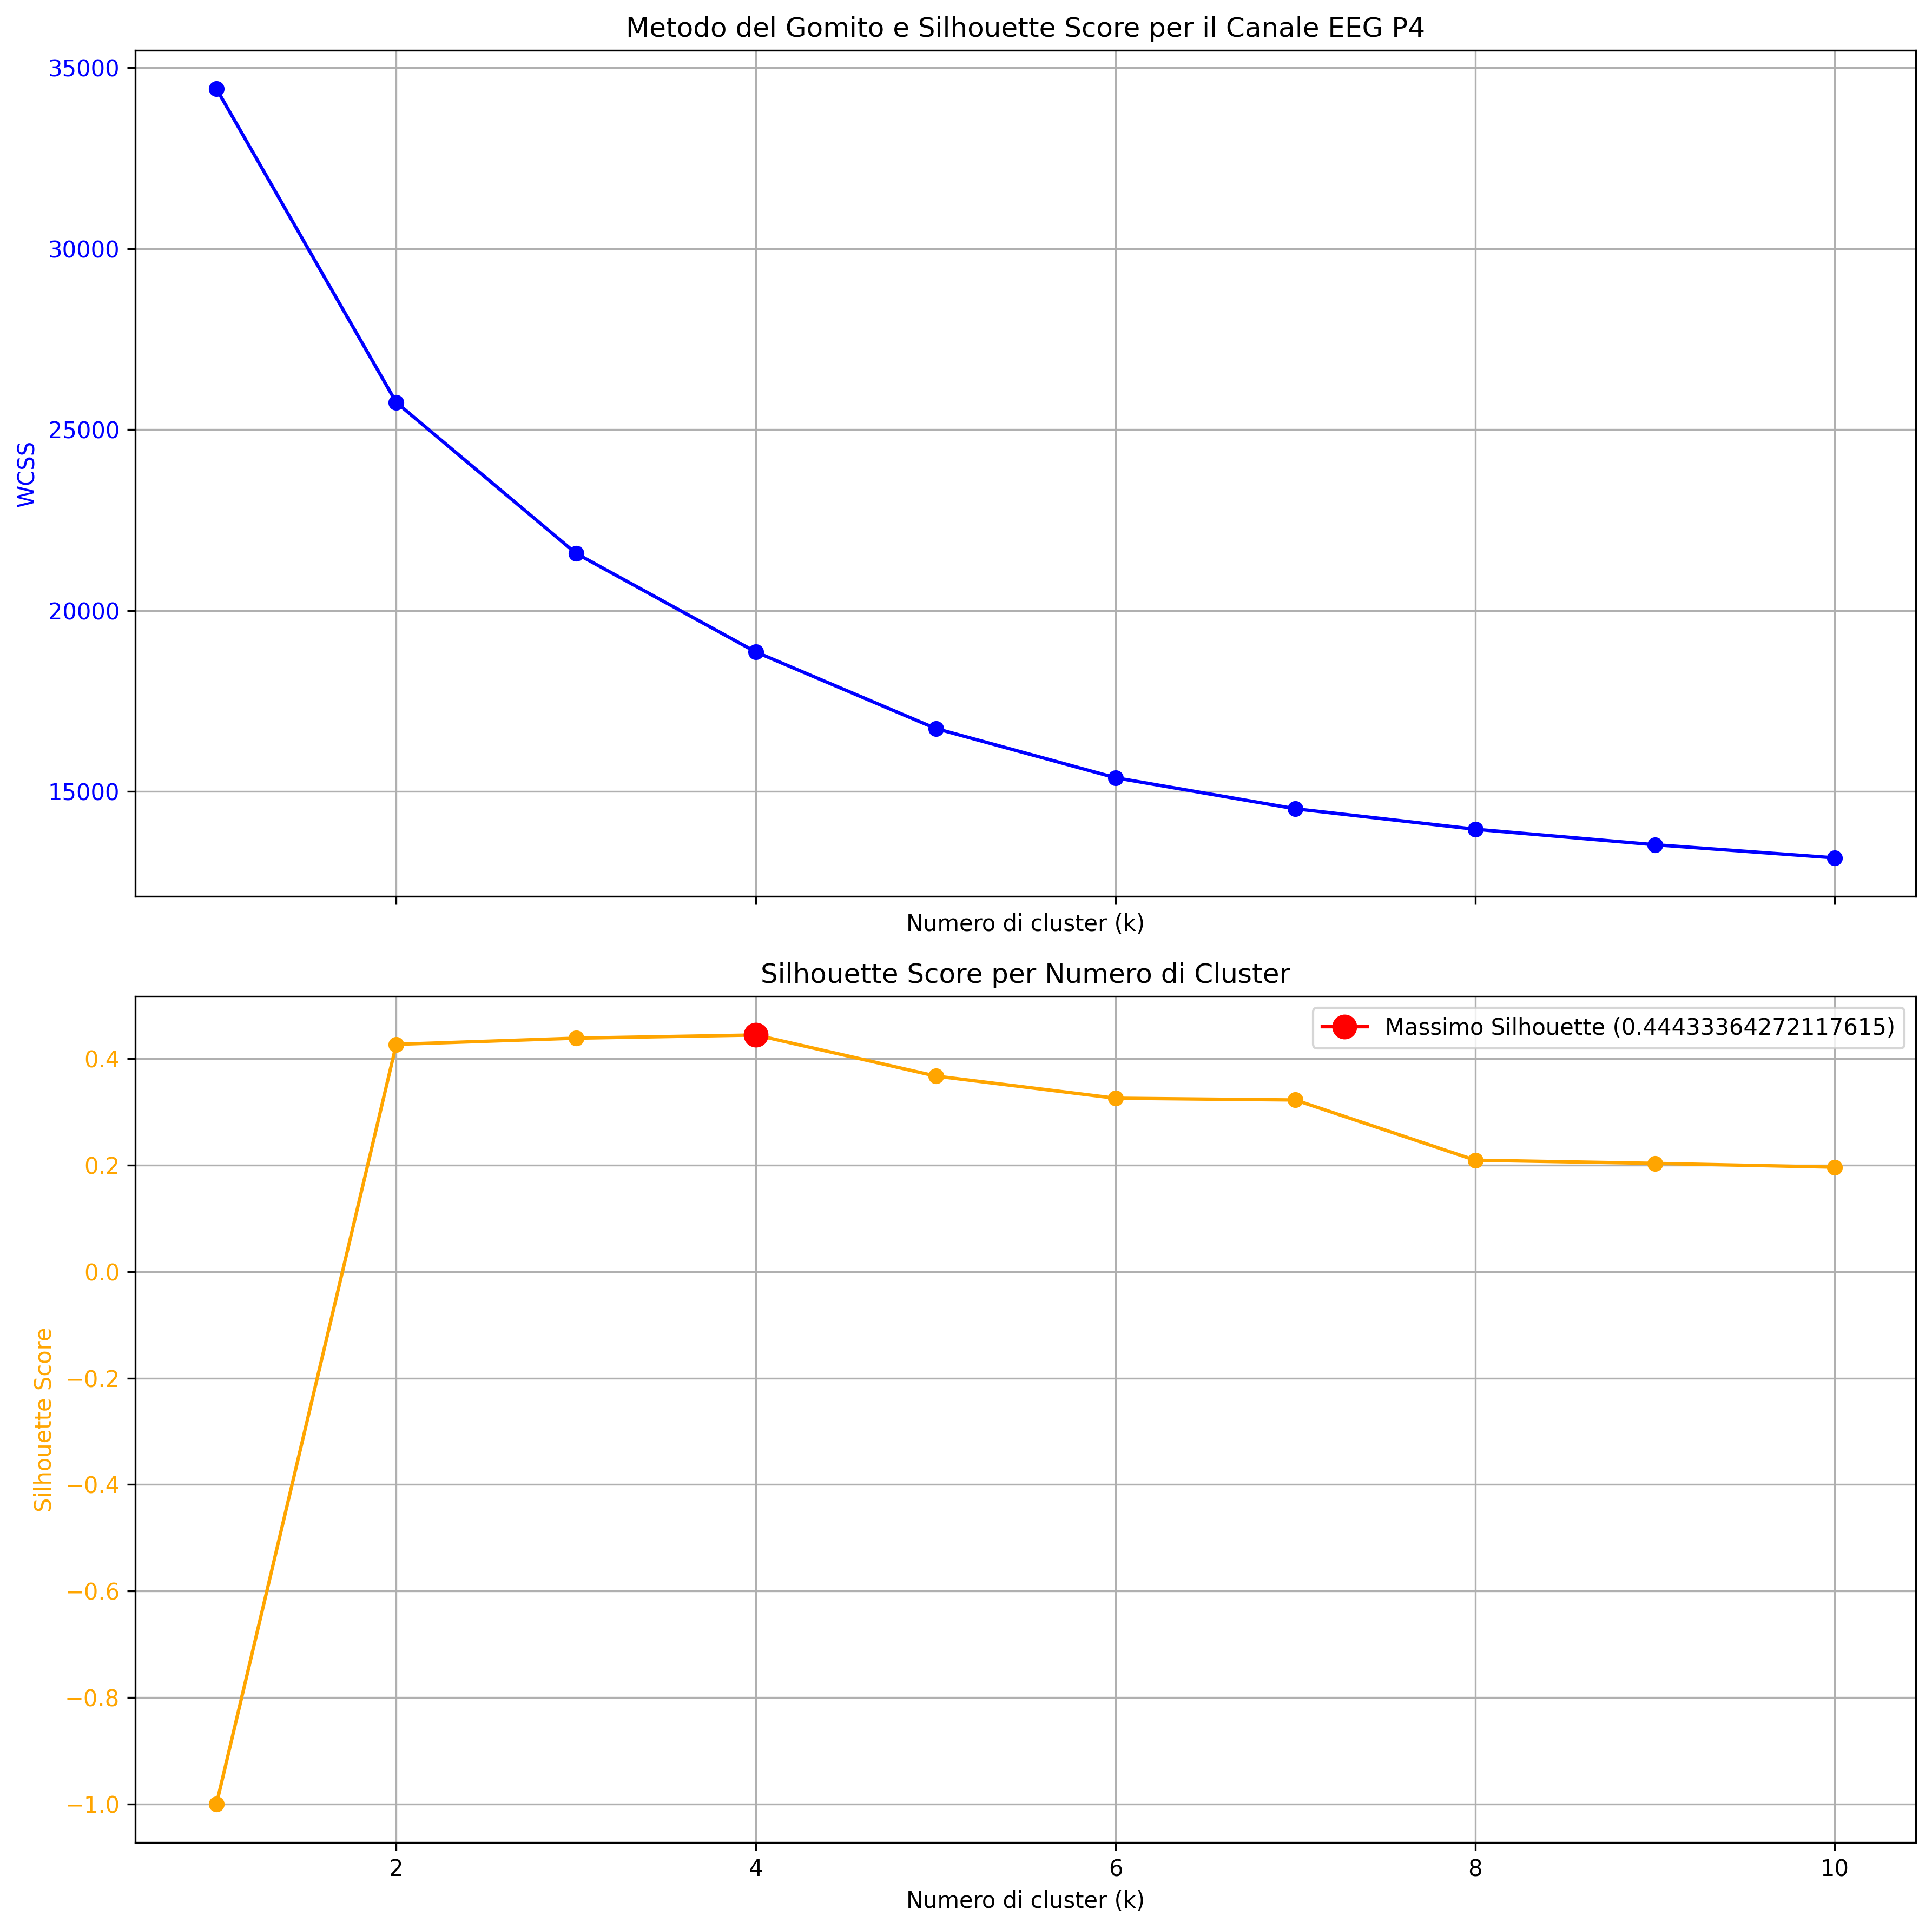 Metodo del Gomito e Silhouette Score per il Canale EEG P4
35000
30000
25000
20000
15000
WCSS
Numero di cluster (k)
Silhouette Score per Numero di Cluster
Massimo Silhouette (0.44433364272117615)
0.4
0.2
0.0
−0.2
−0.4
−0.6
−0.8
−1.0
Silhouette Score
2 4 6 8 10
Numero di cluster (k)